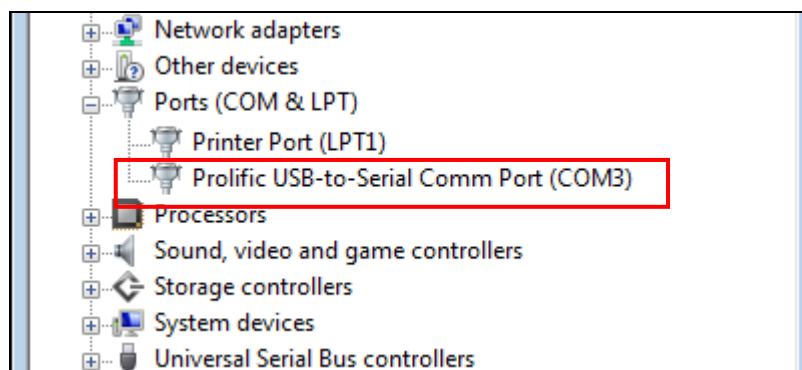 Network adapters
Other devices
Ports (COM & LPT)
Printer Port (LPT1)
Prolific USB-to-Serial Comm Port (COM3)
Processors
Sound, video and game controllers
Storage controllers
System devices
Universal Serial Bus controllers